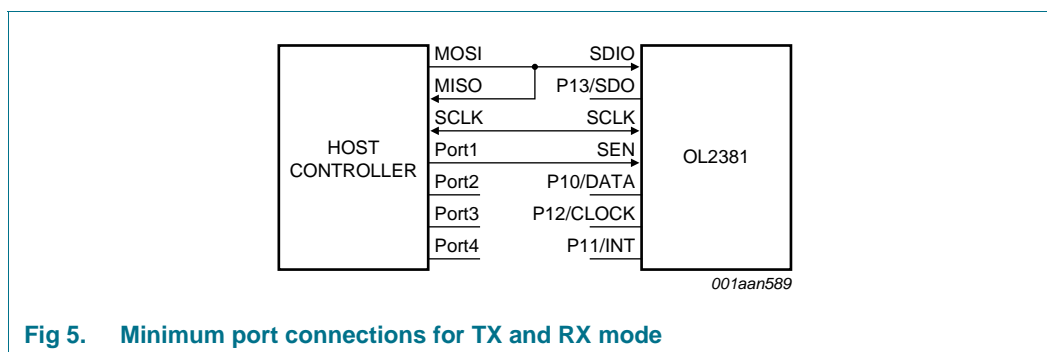 MOSI SDIO
MISO P13/SDO
SCLK SCLK
HOST CONTROLLER
Port1 SEN
OL2381
Port2 P10/DATA
Port3 P12/CLOCK
Port4 P11/INT
001aan589
Fig 5. Minimum port connections for TX and RX mode